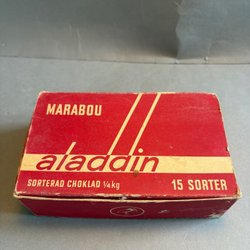 MARABOU
aladdin
SORTERAD CHOKLAD ¼ kg
15 SORTER